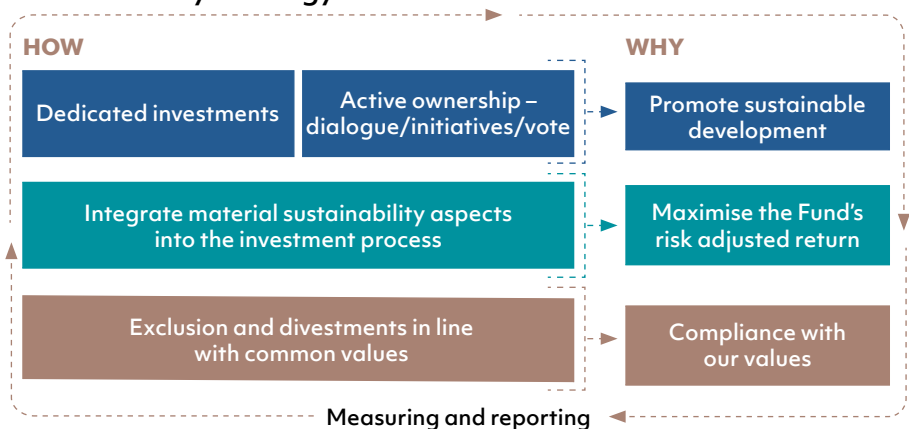 HOW
WHY
Dedicated investments
Active ownership –
dialogue/initiatives/vote
Promote sustainable
development
Integrate material sustainability aspects
into the investment process
Maximise the Fund's
risk adjusted return
Exclusion and divestments in line
with common values
Compliance with
our values
Measuring and reporting